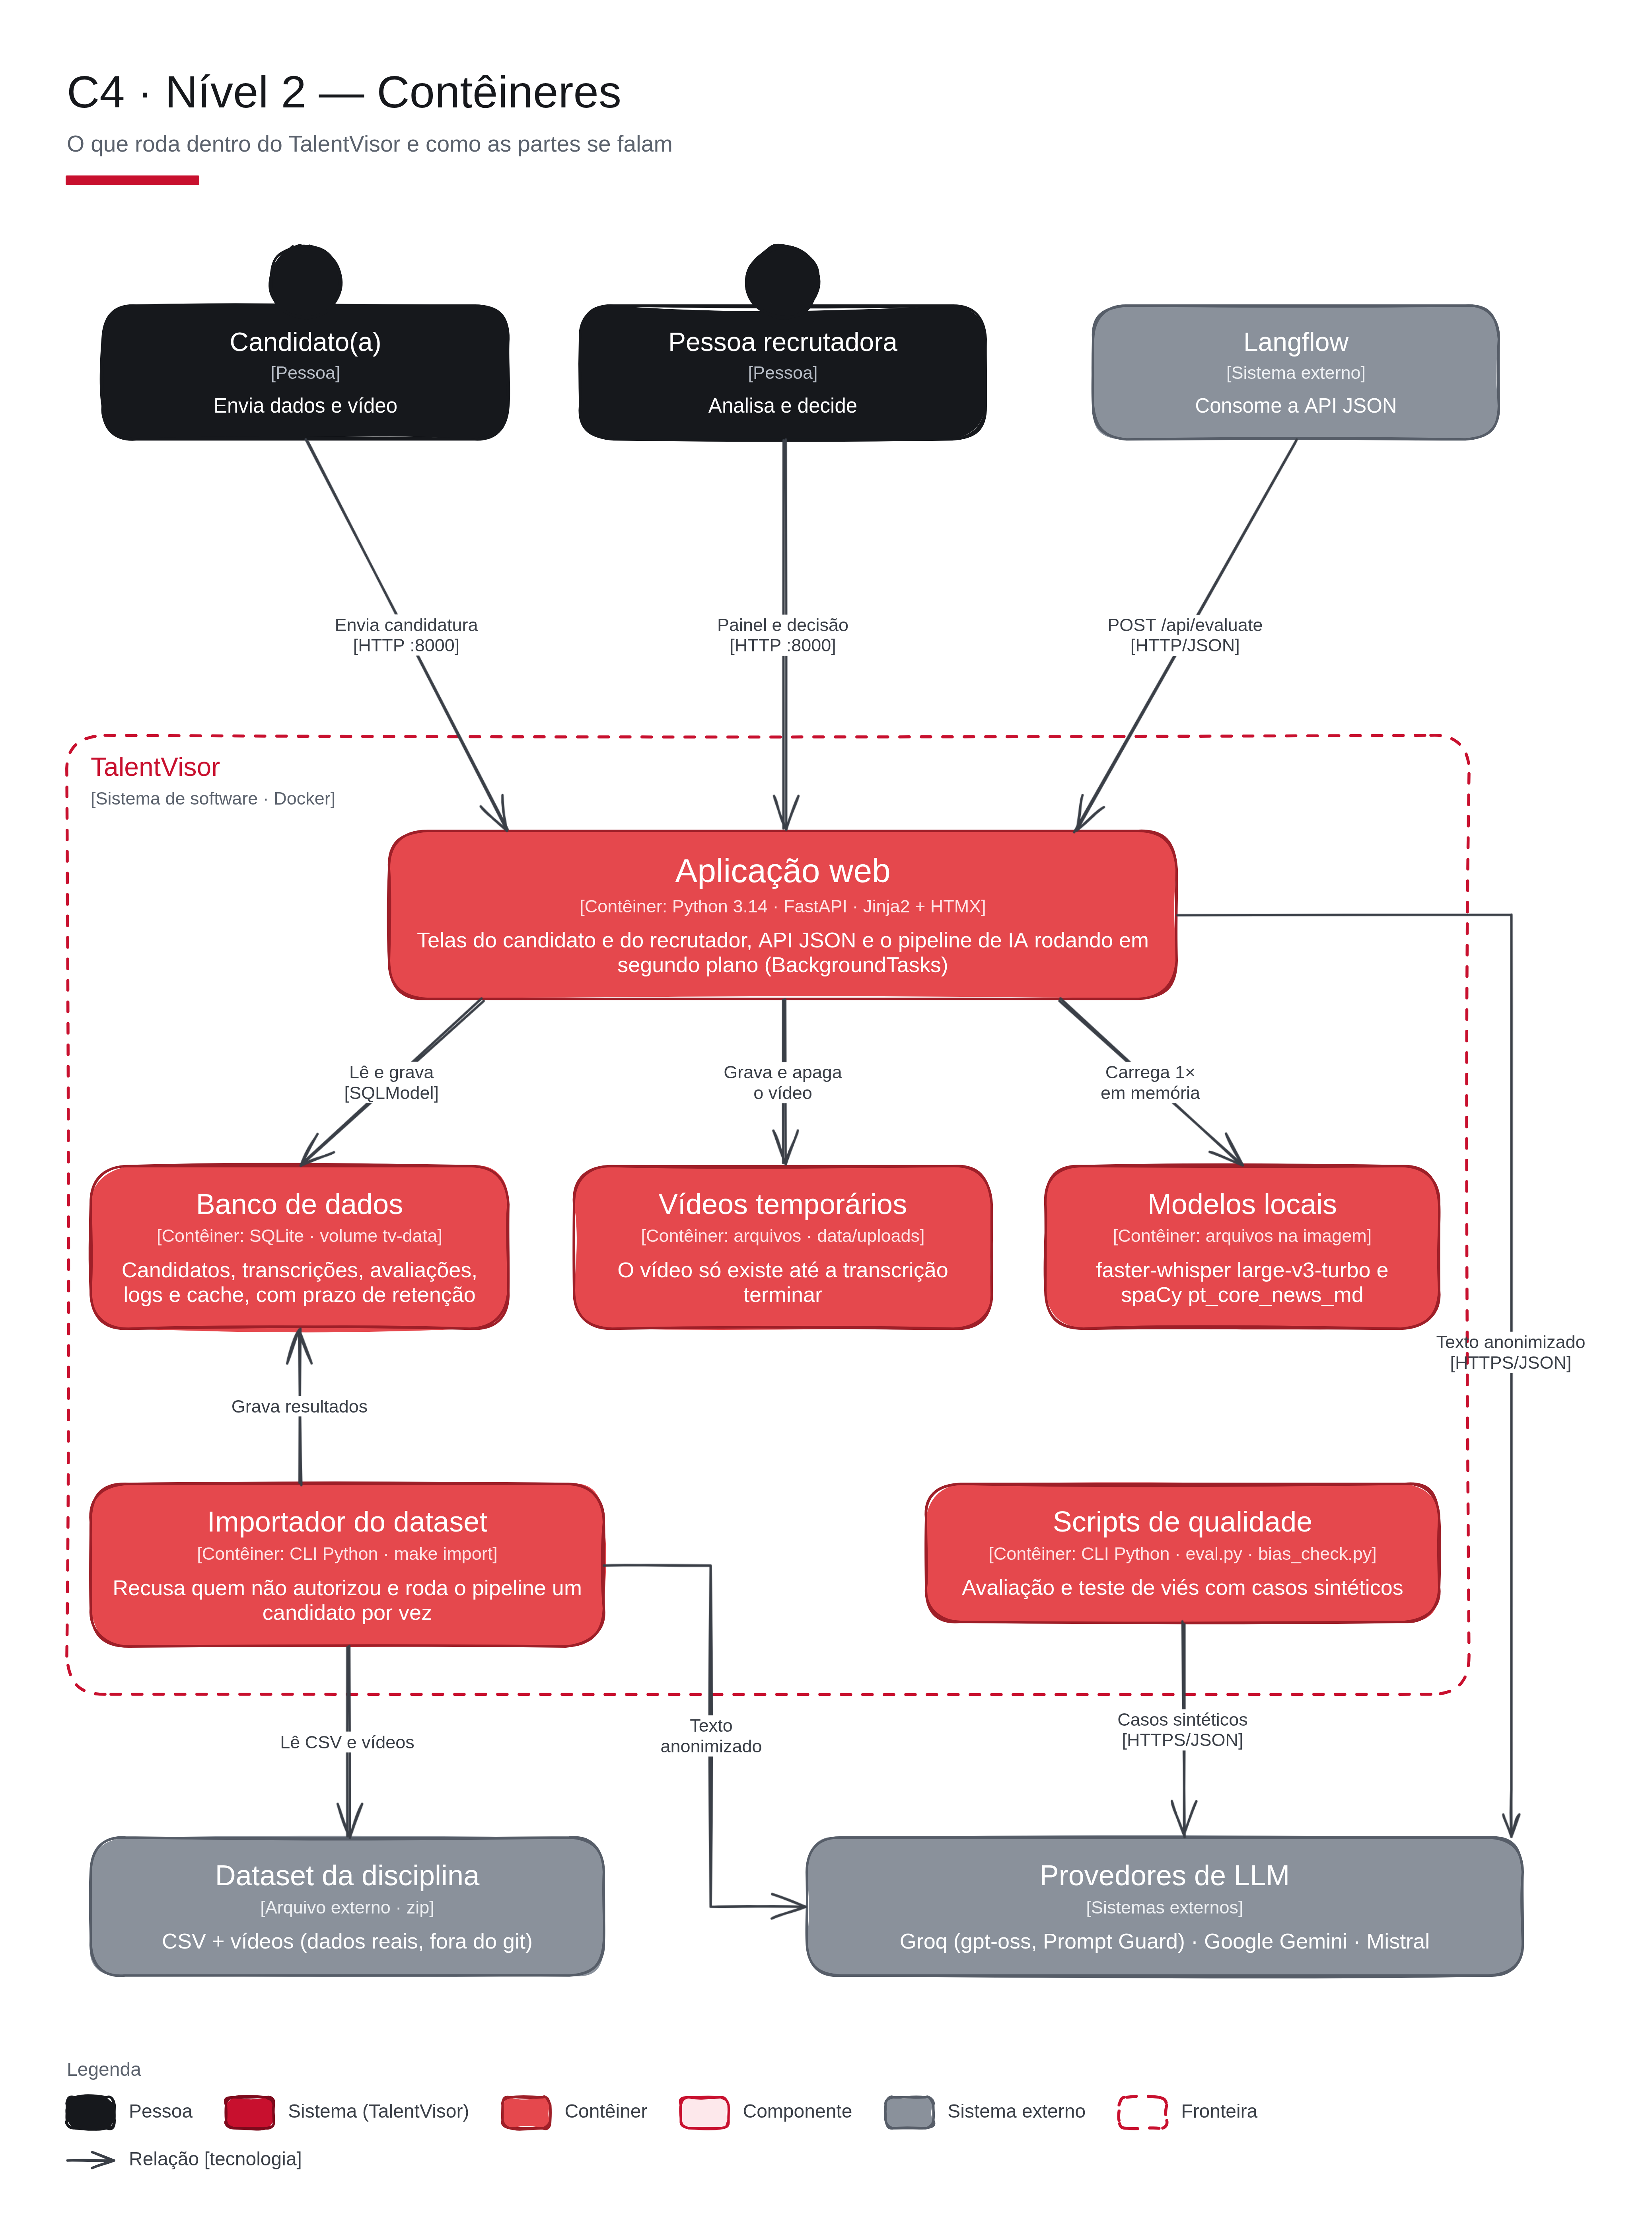 C4 · Nível 2 — Contêineres
O que roda dentro do TalentVisor e como as partes se falam
Candidato(a)
[Pessoa]
Envia dados e vídeo
Pessoa recrutadora
[Pessoa]
Analisa e decide
Langflow
[Sistema externo]
Consome a API JSON
Envia candidatura
[HTTP :8000]
Painel e decisão
[HTTP :8000]
POST /api/evaluate
[HTTP/JSON]
TalentVisor
[Sistema de software · Docker]
Aplicação web
[Contêiner: Python 3.14 · FastAPI · Jinja2 + HTMX]
Telas do candidato e do recrutador, API JSON e o pipeline de IA rodando em
segundo plano (BackgroundTasks)
Lê e grava
[SQLModel]
Grava e apaga
o vídeo
Carrega 1×
em memória
Banco de dados
[Contêiner: SQLite · volume tv-data]
Candidatos, transcrições, avaliações,
logs e cache, com prazo de retenção
Vídeos temporários
[Contêiner: arquivos · data/uploads]
O vídeo só existe até a transcrição
terminar
Modelos locais
[Contêiner: arquivos na imagem]
faster-whisper large-v3-turbo e
spaCy pt_core_news_md
Texto anonimizado
[HTTPS/JSON]
Grava resultados
Importador do dataset
[Contêiner: CLI Python · make import]
Recusa quem não autorizou e roda o pipeline um
candidato por vez
Scripts de qualidade
[Contêiner: CLI Python · eval.py · bias_check.py]
Avaliação e teste de viés com casos sintéticos
Lê CSV e vídeos
Texto
anonimizado
Casos sintéticos
[HTTPS/JSON]
Dataset da disciplina
[Arquivo externo · zip]
CSV + vídeos (dados reais, fora do git)
Provedores de LLM
[Sistemas externos]
Groq (gpt-oss, Prompt Guard) · Google Gemini · Mistral
Legenda
Pessoa
Sistema (TalentVisor)
Contêiner
Componente
Sistema externo
Fronteira
Relação [tecnologia]